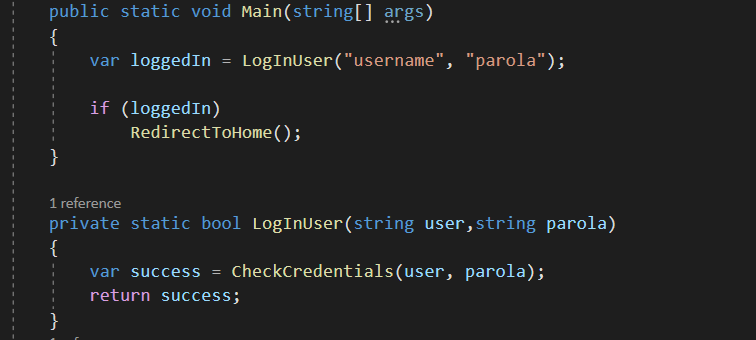 public static void Main(string[] args)
{
var loggedIn = LogInUser("username", "parola");
if (loggedIn)
RedirectToHome();
}
1 reference
private static bool LogInUser(string user,string parola)
{
var success = CheckCredentials(user, parola);
return success;
}